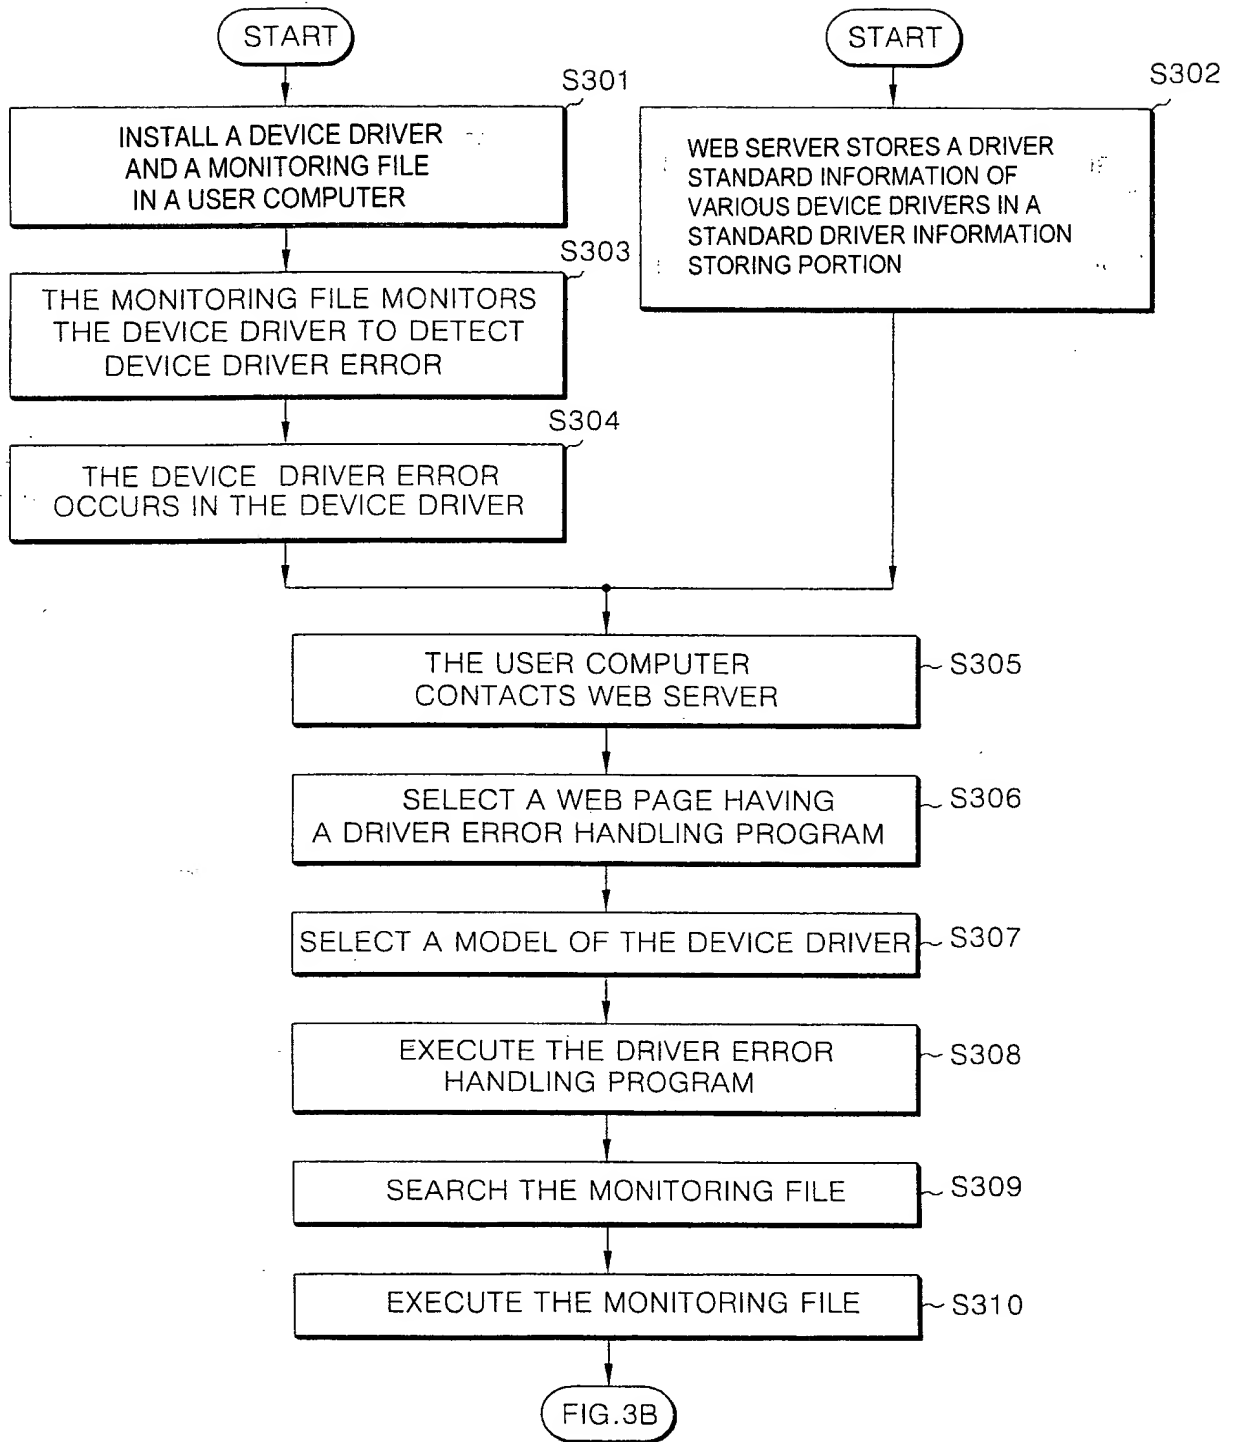 START
START
S301
S302
INSTALL A DEVICE DRIVER
AND A MONITORING FILE
IN A USER COMPUTER
WEB SERVER STORES A DRIVER
STANDARD INFORMATION OF
VARIOUS DEVICE DRIVERS IN A
STANDARD DRIVER INFORMATION
STORING PORTION
S303
THE MONITORING FILE MONITORS
THE DEVICE DRIVER TO DETECT
DEVICE DRIVER ERROR
S304
THE DEVICE DRIVER ERROR
OCCURS IN THE DEVICE DRIVER
THE USER COMPUTER
CONTACTS WEB SERVER
S305
SELECT A WEB PAGE HAVING
A DRIVER ERROR HANDLING PROGRAM
S306
SELECT A MODEL OF THE DEVICE DRIVER
S307
EXECUTE THE DRIVER ERROR
HANDLING PROGRAM
S308
SEARCH THE MONITORING FILE
S309
EXECUTE THE MONITORING FILE
S310
FIG.3B